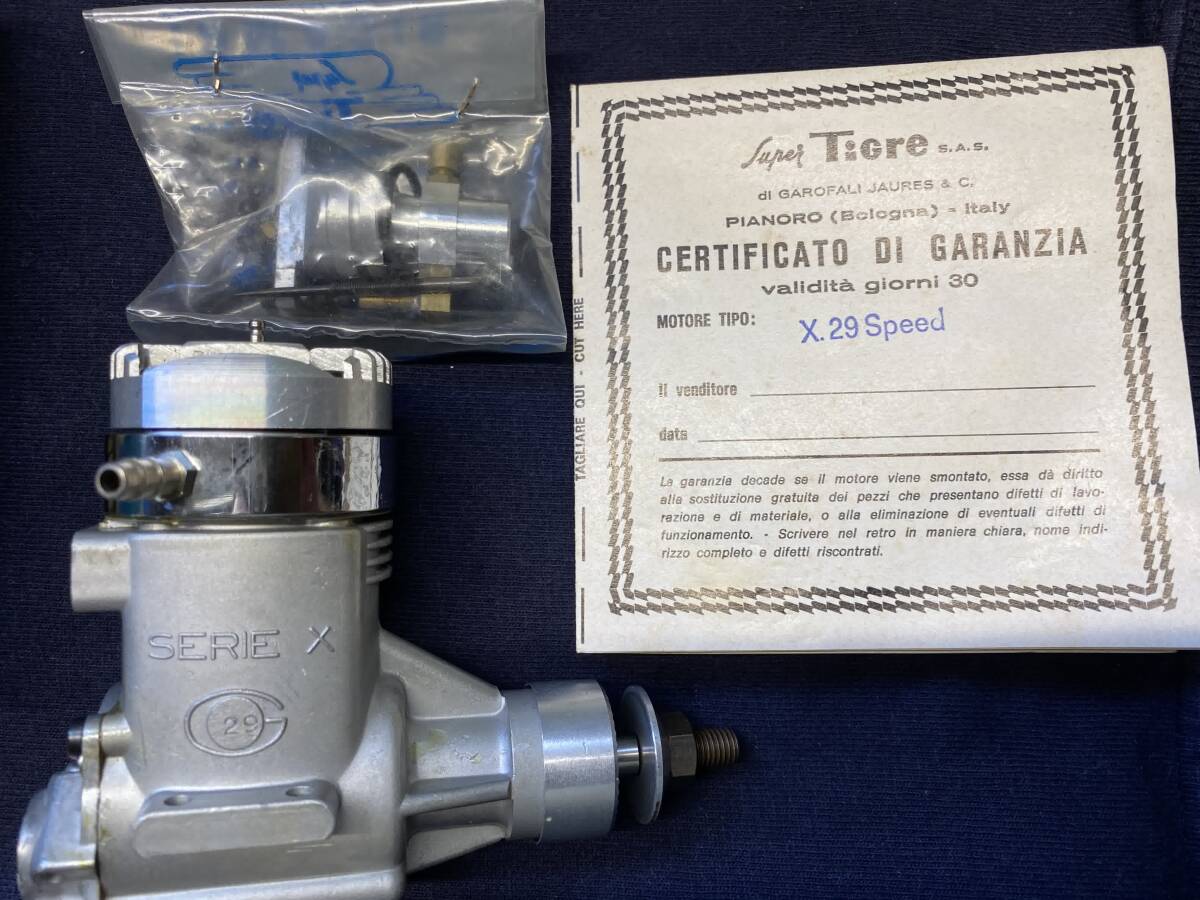 Super
Super Tigre S.A.S.
di GAROFALI JAURES & C.
PIANORO (Bologna) - Italy
CERTIFICATO DI GARANZIA
validità giorni 30
MOTORE TIPO: X.29 Speed
Il venditore
data
La garanzia decade se il motore viene smontato, essa dà diritto
alla sostituzione gratuita dei pezzi che presentano difetti di lavo-
razione e di materiale, o alla eliminazione di eventuali difetti di
funzionamento. - Scrivere nel retro in maniera chiara, nome indi-
rizzo completo e difetti riscontrati.
TAGLIARE QUI - CUT HERE
SERIE X
G 29